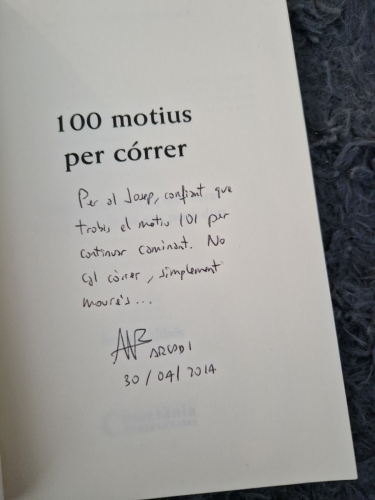 100 motius
per córrer
Per al Josep, confiant que
trobis el motiu 101 per
continuar caminant. No
cal córrer, simplement
moure's...
ARCADI
30/04/2014